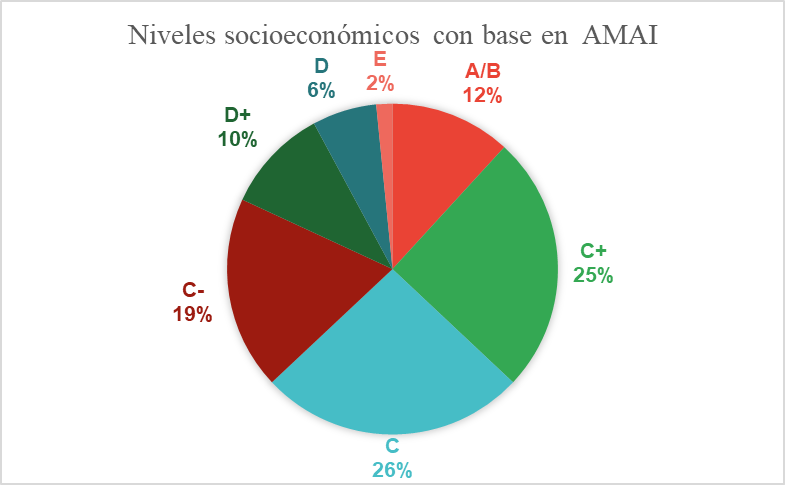 Niveles socioeconómicos con base en AMAI
E
2%
A/B
12%
D
6%
D+
10%
C+
25%
C-
19%
C
26%